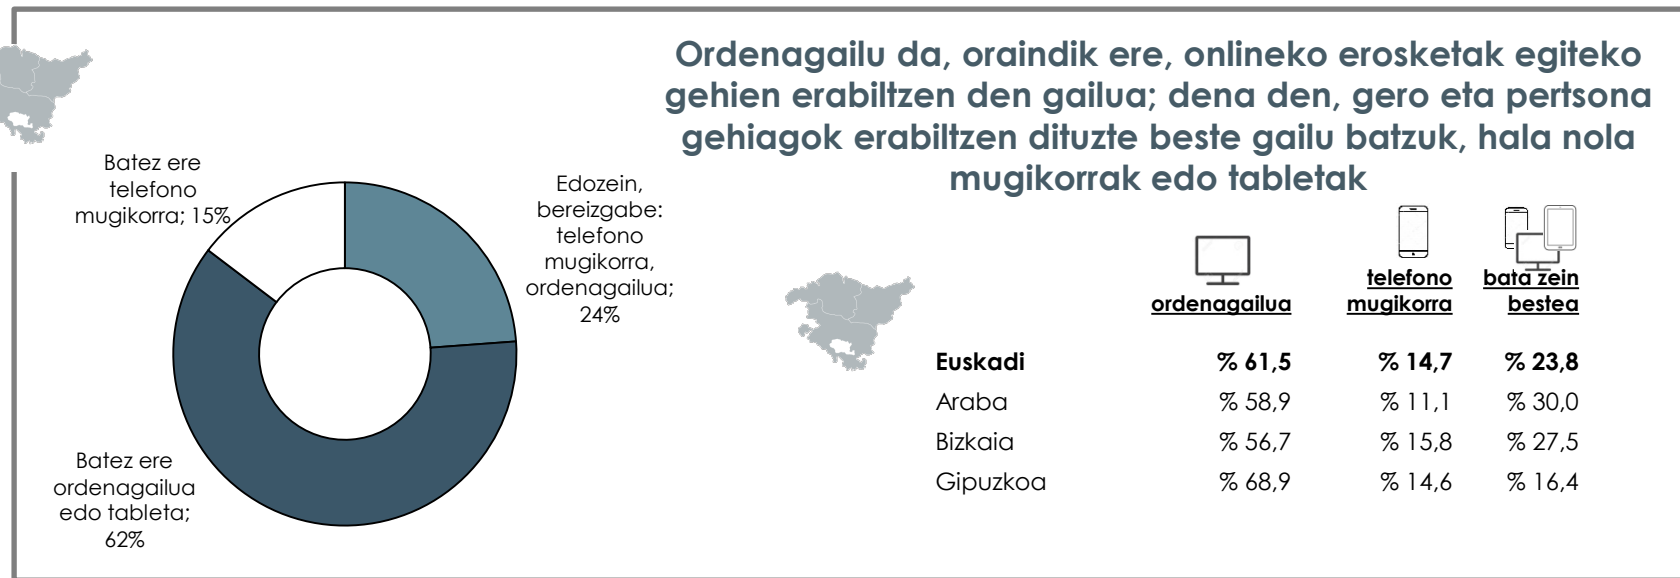 Ordenagailu da, oraindik ere, onlineko erosketak egiteko
gehien erabiltzen den gailua; dena den, gero eta pertsona
gehiagok erabiltzen dituzte beste gailu batzuk, hala nola
mugikorrak edo tabletak
Batez ere
telefono
mugikorra; 15%
Edozein,
bereizgabe:
telefono
mugikorra,
ordenagailua;
24%
Batez ere
ordenagailua
edo tableta;
62%
ordenagailua
telefono
mugikorra
bata zein
bestea
Euskadi % 61,5 % 14,7 % 23,8
Araba % 58,9 % 11,1 % 30,0
Bizkaia % 56,7 % 15,8 % 27,5
Gipuzkoa % 68,9 % 14,6 % 16,4